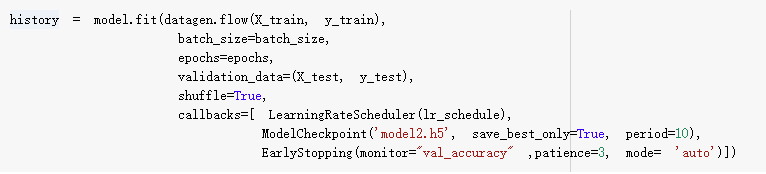 history = model.fit(datagen.flow(X_train, y_train),
batch_size=batch_size,
epochs=epochs,
validation_data=(X_test, y_test),
shuffle=True,
callbacks=[ LearningRateScheduler(lr_schedule),
ModelCheckpoint('model2.h5', save_best_only=True, period=10),
EarlyStopping(monitor="val_accuracy" ,patience=3, mode= 'auto')])